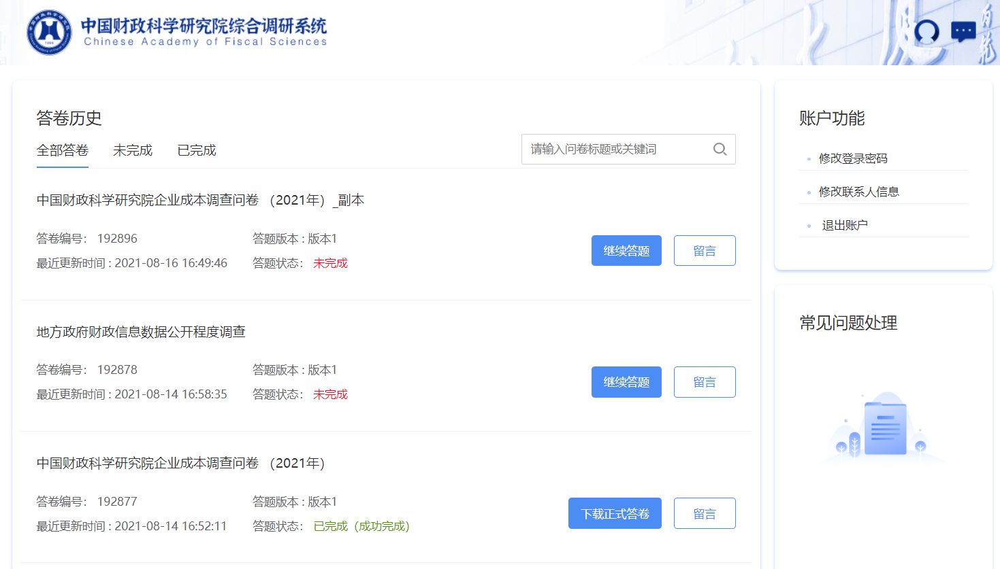 中国财政科学研究院综合调研系统
Chinese Academy of Fiscal Sciences
答卷历史
全部答卷 未完成 已完成
请输入问卷标题或关键词
中国财政科学研究院企业成本调查问卷 （2021年）_副本
答卷编号： 192896 答题版本 : 版本1
最近更新时间 : 2021-08-16 16:49:46 答题状态： 未完成
继续答题 留言
地方政府财政信息数据公开程度调查
答卷编号： 192878 答题版本 : 版本1
最近更新时间 : 2021-08-14 16:58:35 答题状态： 未完成
继续答题 留言
中国财政科学研究院企业成本调查问卷 （2021年）
答卷编号： 192877 答题版本 : 版本1
最近更新时间 : 2021-08-14 16:52:11 答题状态： 已完成（成功完成）
下载正式答卷 留言
账户功能
修改登录密码
修改联系人信息
退出账户
常见问题处理